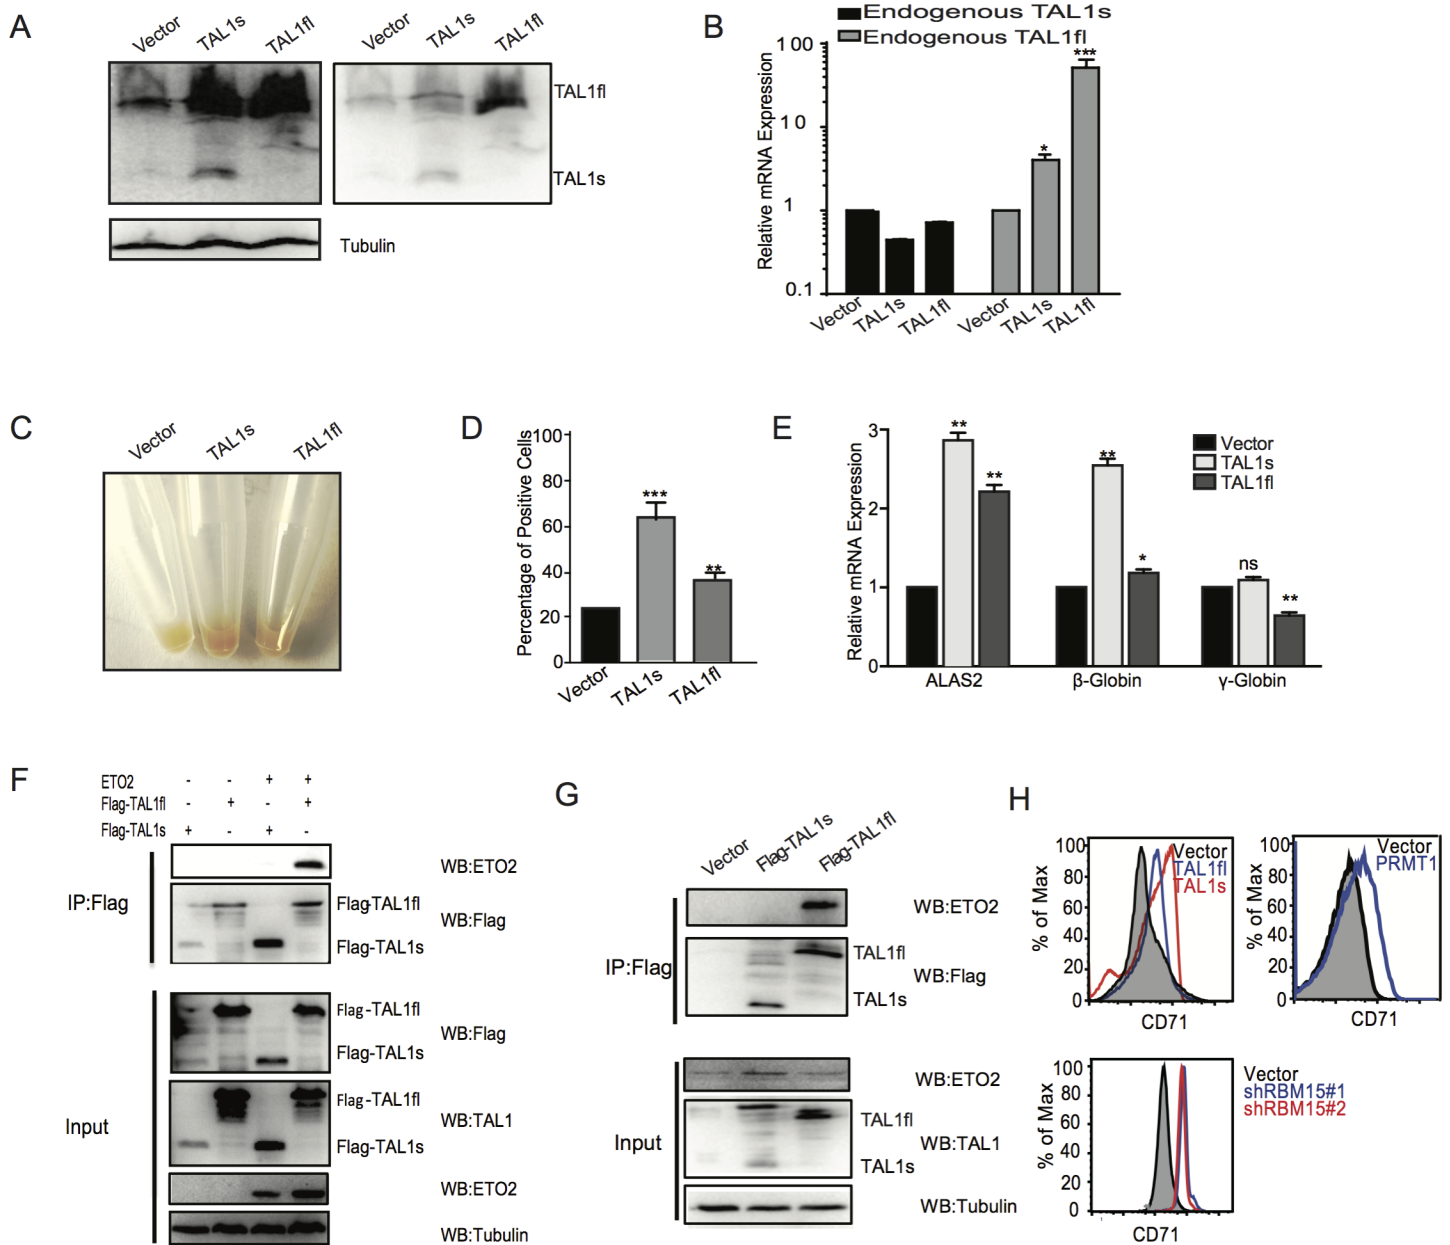 A
Vector TAL1s TAL1fl
Vector TAL1s TAL1fl
TAL1fl
TAL1s
Tubulin
B
Endogenous TAL1s
Endogenous TAL1fl
Relative mRNA Expression
100
10
1
0.1
*
***
Vector TAL1s TAL1fl Vector TAL1s TAL1fl
C
Vector TAL1s TAL1fl
D
Percentage of Positive Cells
100
80
60
40
20
0
***
**
Vector TAL1s TAL1fl
E
Relative mRNA Expression
3
2
1
0
** ** ** * ns **
Vector
TAL1s
TAL1fl
ALAS2 β-Globin γ-Globin
F
ETO2 - - + +
Flag-TAL1fl - + - +
Flag-TAL1s + - + -
IP:Flag
WB:ETO2
Flag-TAL1fl
WB:Flag
Flag-TAL1s
Input
Flag-TAL1fl
WB:Flag
Flag-TAL1s
Flag-TAL1fl
WB:TAL1
Flag-TAL1s
WB:ETO2
WB:Tubulin
G
Vector Flag-TAL1s Flag-TAL1fl
IP:Flag
WB:ETO2
TAL1fl
WB:Flag
TAL1s
Input
WB:ETO2
TAL1fl
WB:TAL1
TAL1s
WB:Tubulin
H
% of Max
100
80
60
40
20
0
Vector
TAL1fl
TAL1s
CD71
% of Max
100
80
60
40
20
0
Vector
PRMT1
CD71
% of Max
100
80
60
40
20
0
Vector
shRBM15#1
shRBM15#2
CD71